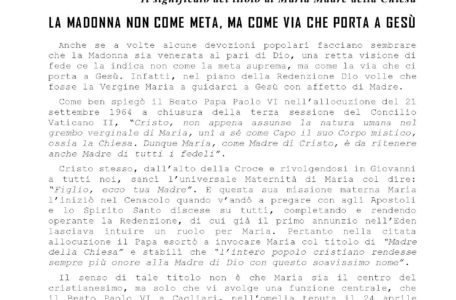 Il significato del titolo di Maria Madre della Chiesa
LA MADONNA NON COME META, MA COME VIA CHE PORTA A GESÙ
Anche se a volte alcune devozioni popolari facciano sembrare
che la Madonna sia venerata al pari di Dio, una retta visione di
fede ce la indica non come la meta suprema, ma come la via che ci
porta a Gesù. Infatti, nel piano della Redenzione Dio volle che
fosse la Vergine Maria a guidarci a Gesù con affetto di Madre.
Come ben spiegò il Beato Papa Paolo VI nell'allocuzione del 21
settembre 1964 a chiusura della terza sessione del Concilio
Vaticano II, "Cristo, non appena assunse la natura umana nel
grembo verginale di Maria, unì a sé come Capo il suo Corpo mistico,
ossia la Chiesa. Dunque Maria, come Madre di Cristo, è da ritenere
anche Madre di tutti i fedeli".
Cristo stesso, dall'alto della Croce e rivolgendosi in Giovanni
a tutti noi, sancì l'universale Maternità di Maria col dire:
"Figlio, ecco tua Madre". E questa sua missione materna Maria
l'iniziò nel Cenacolo quando v'andò a pregare con agli Apostoli
e lo Spirito Santo discese su tutti, completando e rendendo
operante la Redenzione, di cui già il primo annunzio nell'Eden
lasciava intuire un ruolo per Maria. Pertanto nella citata
allocuzione il Papa esortò a invocare Maria col titolo di "Madre
della Chiesa" e stabilì che "l'intero popolo cristiano rendesse
sempre più onore alla Madre di Dio con questo soavissimo nome".
Il senso di tale titolo non è che Maria sia il centro del
cristianesimo, ma solo che vi svolge una funzione centrale, che
il Beato Paolo VI a Cagliari, nell'omelia tenuta il 24 aprile